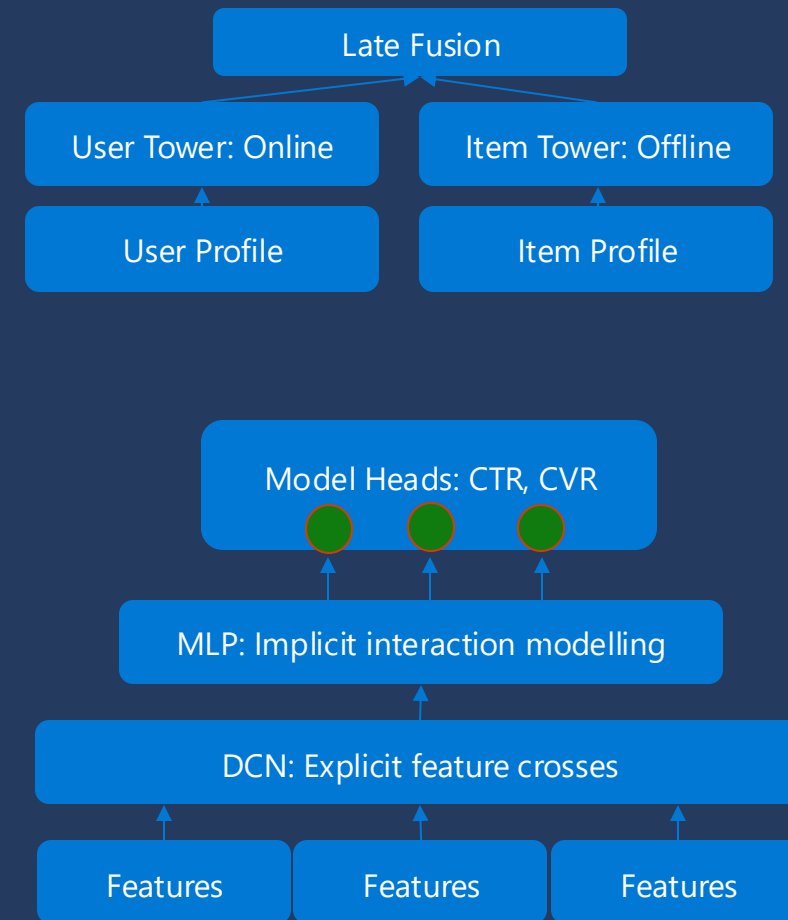 Late Fusion
User Tower: Online
Item Tower: Offline
User Profile
Item Profile
Model Heads: CTR, CVR
MLP: Implicit interaction modelling
DCN: Explicit feature crosses
Features
Features
Features